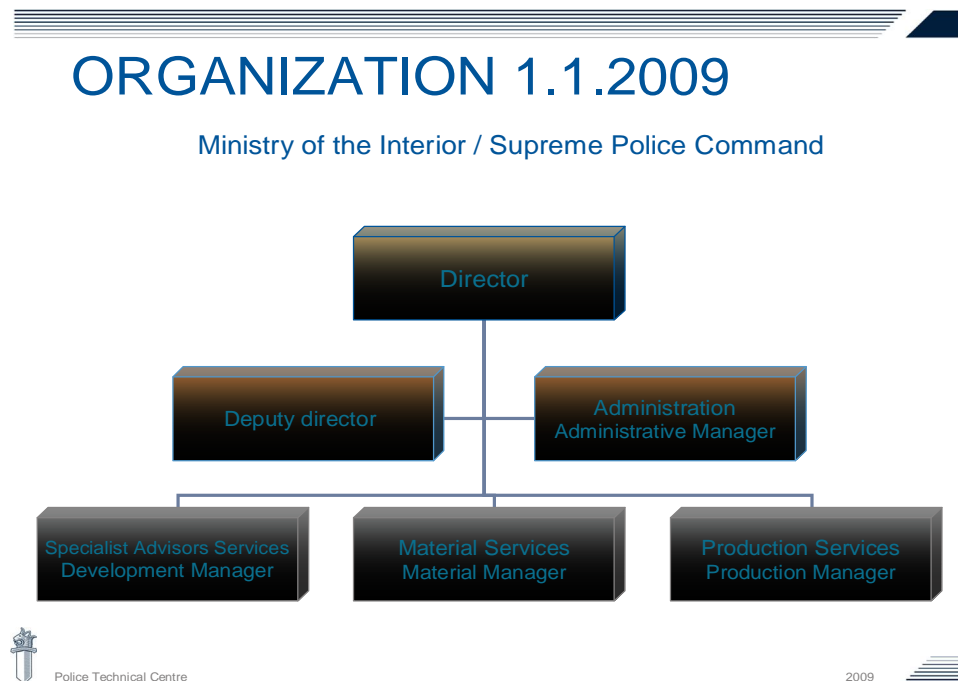 ORGANIZATION 1.1.2009
Ministry of the Interior / Supreme Police Command
Director
Deputy director
Administration
Administrative Manager
Specialist Advisors Services
Development Manager
Material Services
Material Manager
Production Services
Production Manager
Police Technical Centre
2009